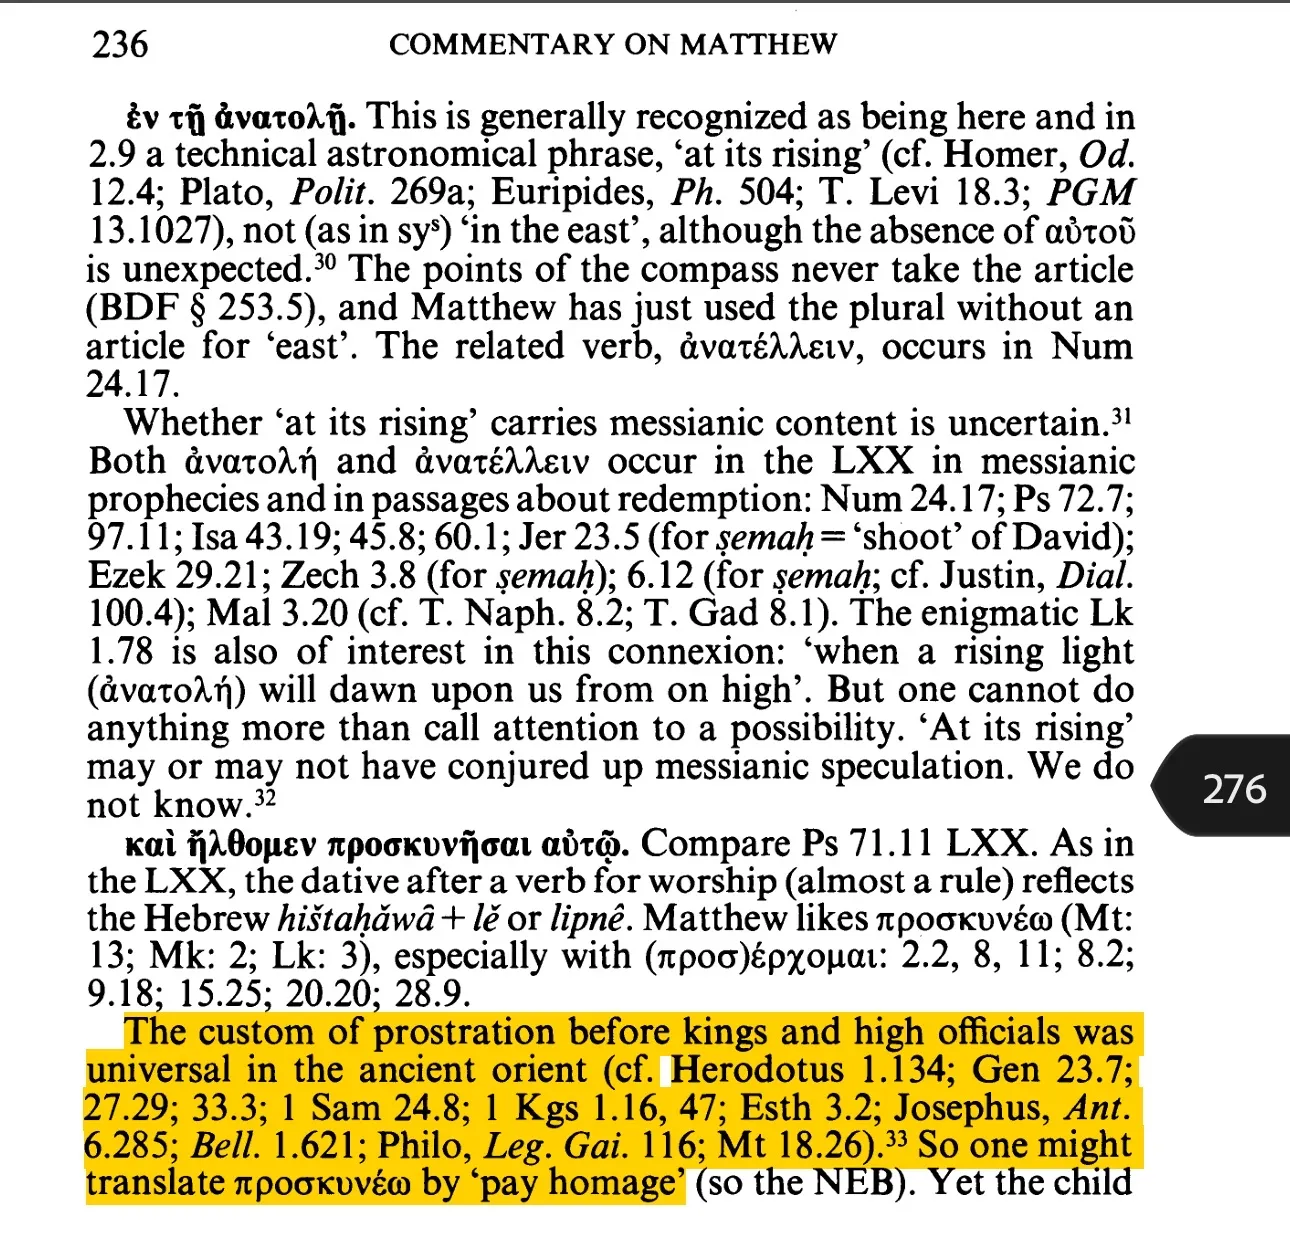 236 COMMENTARY ON MATTHEW
ἐν τῇ ἀνατολῇ. This is generally recognized as being here and in
2.9 a technical astronomical phrase, ‘at its rising’ (cf. Homer, Od.
12.4; Plato, Polit. 269a; Euripides, Ph. 504; T. Levi 18.3; PGM
13.1027), not (as in syˢ) ‘in the east’, although the absence of αὐτοῦ
is unexpected.³⁰ The points of the compass never take the article
(BDF § 253.5), and Matthew has just used the plural without an
article for ‘east’. The related verb, ἀνατέλλειν, occurs in Num
24.17.
Whether ‘at its rising’ carries messianic content is uncertain.³¹
Both ἀνατολή and ἀνατέλλειν occur in the LXX in messianic
prophecies and in passages about redemption: Num 24.17; Ps 72.7;
97.11; Isa 43.19; 45.8; 60.1; Jer 23.5 (for ṣemaḥ = ‘shoot’ of David);
Ezek 29.21; Zech 3.8 (for ṣemaḥ); 6.12 (for ṣemaḥ; cf. Justin, Dial.
100.4); Mal 3.20 (cf. T. Naph. 8.2; T. Gad 8.1). The enigmatic Lk
1.78 is also of interest in this connexion: ‘when a rising light
(ἀνατολή) will dawn upon us from on high’. But one cannot do
anything more than call attention to a possibility. ‘At its rising’
may or may not have conjured up messianic speculation. We do
not know.³²
276
καὶ ἤλθομεν προσκυνῆσαι αὐτῷ. Compare Ps 71.11 LXX. As in
the LXX, the dative after a verb for worship (almost a rule) reflects
the Hebrew hištaḥăwâ + lĕ or lipnê. Matthew likes προσκυνέω (Mt:
13; Mk: 2; Lk: 3), especially with (προσ)έρχομαι: 2.2, 8, 11; 8.2;
9.18; 15.25; 20.20; 28.9.
The custom of prostration before kings and high officials was
universal in the ancient orient (cf. Herodotus 1.134; Gen 23.7;
27.29; 33.3; 1 Sam 24.8; 1 Kgs 1.16, 47; Esth 3.2; Josephus, Ant.
6.285; Bell. 1.621; Philo, Leg. Gai. 116; Mt 18.26).³³ So one might
translate προσκυνέω by ‘pay homage’ (so the NEB). Yet the child